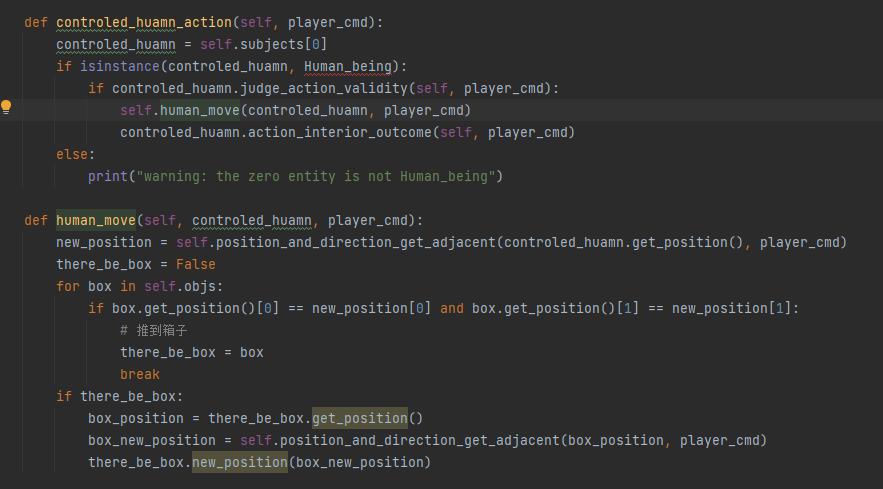 def controled_huamn_action(self, player_cmd):
    controled_huamn = self.subjects[0]
    if isinstance(controled_huamn, Human_being):
        if controled_huamn.judge_action_validity(self, player_cmd):
            self.human_move(controled_huamn, player_cmd)
            controled_huamn.action_interior_outcome(self, player_cmd)
    else:
        print("warning: the zero entity is not Human_being")

def human_move(self, controled_huamn, player_cmd):
    new_position = self.position_and_direction_get_adjacent(controled_huamn.get_position(), player_cmd)
    there_be_box = False
    for box in self.objs:
        if box.get_position()[0] == new_position[0] and box.get_position()[1] == new_position[1]:
            # 推到箱子
            there_be_box = box
            break
    if there_be_box:
        box_position = there_be_box.get_position()
        box_new_position = self.position_and_direction_get_adjacent(box_position, player_cmd)
        there_be_box.new_position(box_new_position)